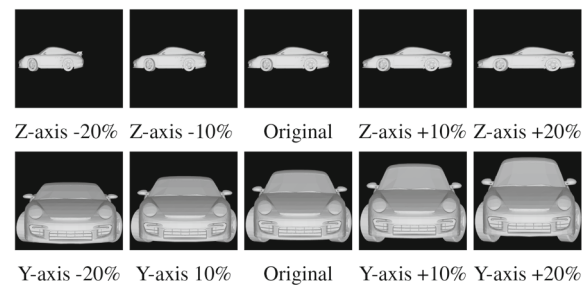 Z-axis -20% Z-axis -10% Original Z-axis +10% Z-axis +20%
Y-axis -20% Y-axis 10% Original Y-axis +10% Y-axis +20%